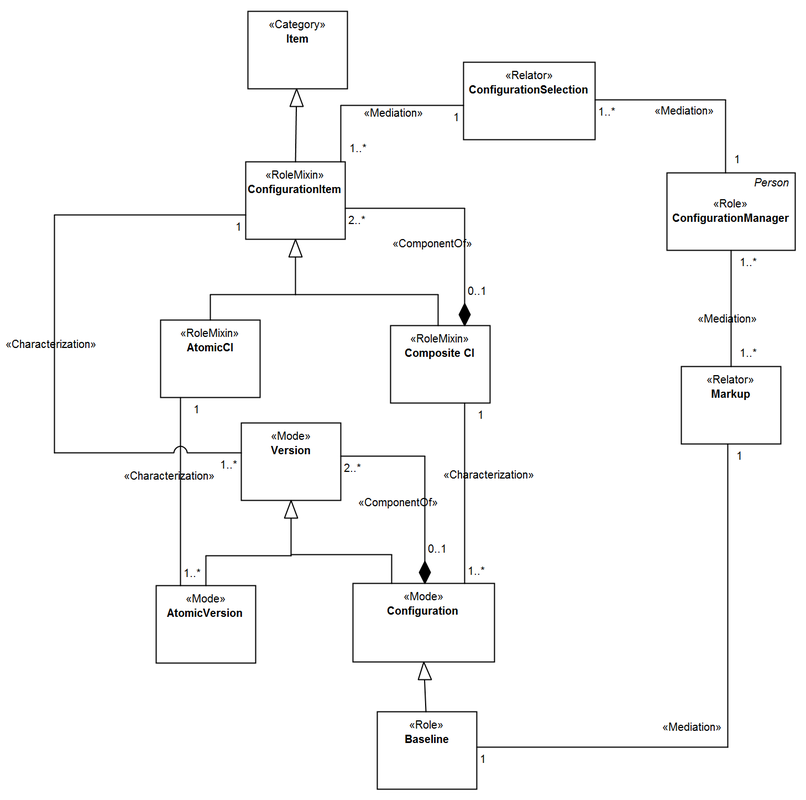 «Category»
Item
«Relator»
ConfigurationSelection
«Mediation»
1
1..*
«Mediation»
1..*
1
«RoleMixin»
ConfigurationItem
Person
«Role»
ConfigurationManager
1
2..*
«ComponentOf»
0..1
1..*
«Mediation»
1..*
«RoleMixin»
AtomicCI
«RoleMixin»
Composite CI
«Characterization»
«Relator»
Markup
1
1
1
«Mode»
Version
1..*
2..*
«Characterization»
«Characterization»
«ComponentOf»
0..1
1..*
1..*
«Mode»
AtomicVersion
«Mode»
Configuration
«Role»
Baseline
«Mediation»
1